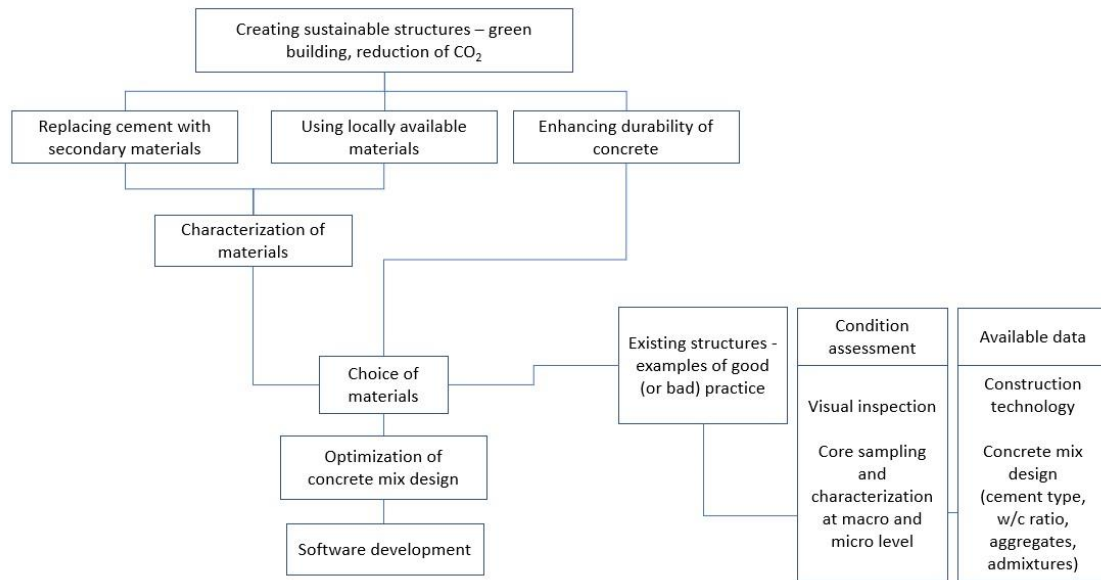 Creating sustainable structures – green
building, reduction of CO₂
Replacing cement with
secondary materials
Using locally available
materials
Enhancing durability of
concrete
Characterization of
materials
Choice of
materials
Optimization of
concrete mix design
Software development
Existing structures -
examples of good
(or bad) practice
Condition
assessment
Visual inspection
Core sampling
and
characterization
at macro and
micro level
Available data
Construction
technology
Concrete mix
design
(cement type,
w/c ratio,
aggregates,
admixtures)